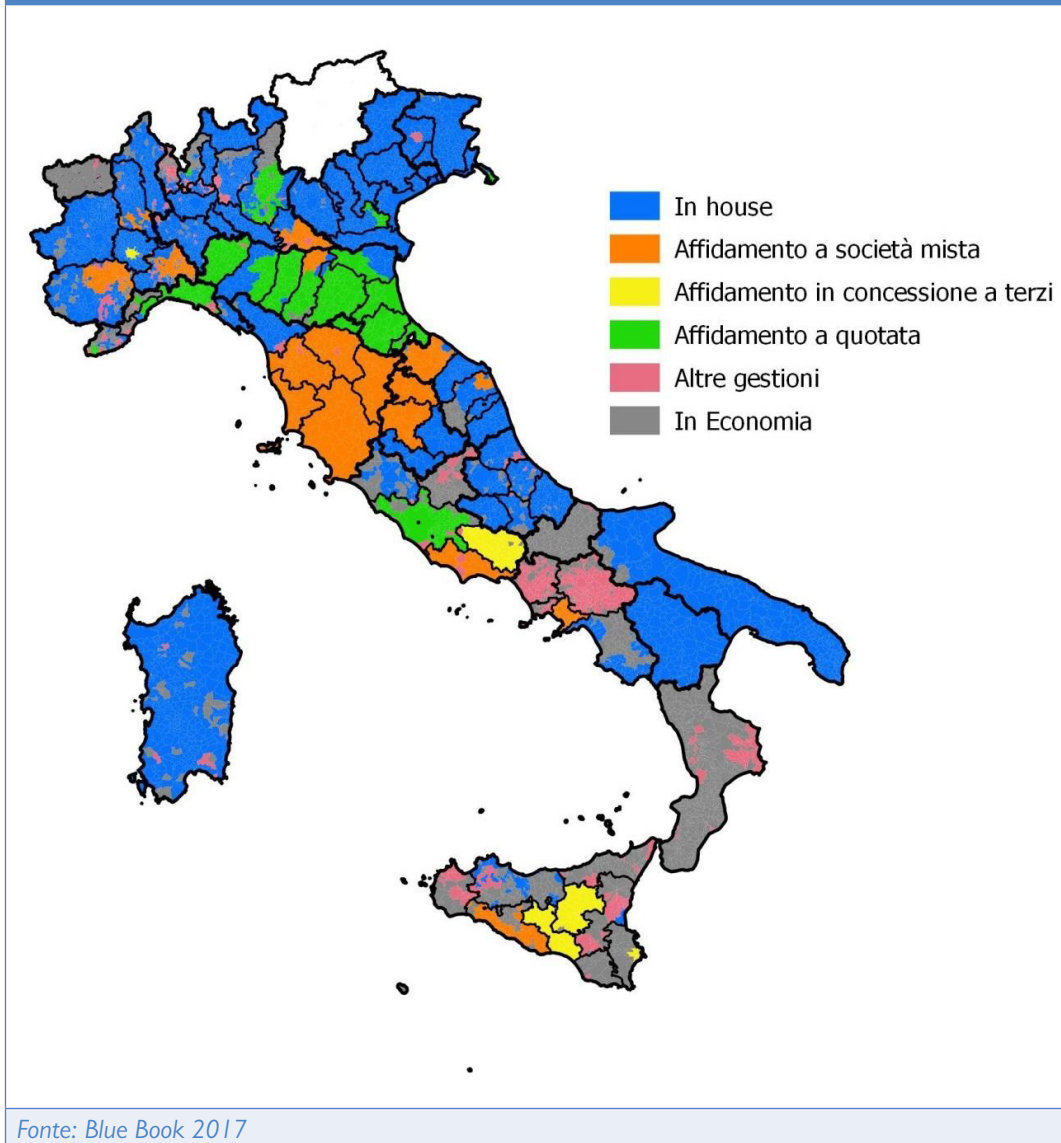 In house
Affidamento a società mista
Affidamento in concessione a terzi
Affidamento a quotata
Altre gestioni
In Economia
Fonte: Blue Book 2017